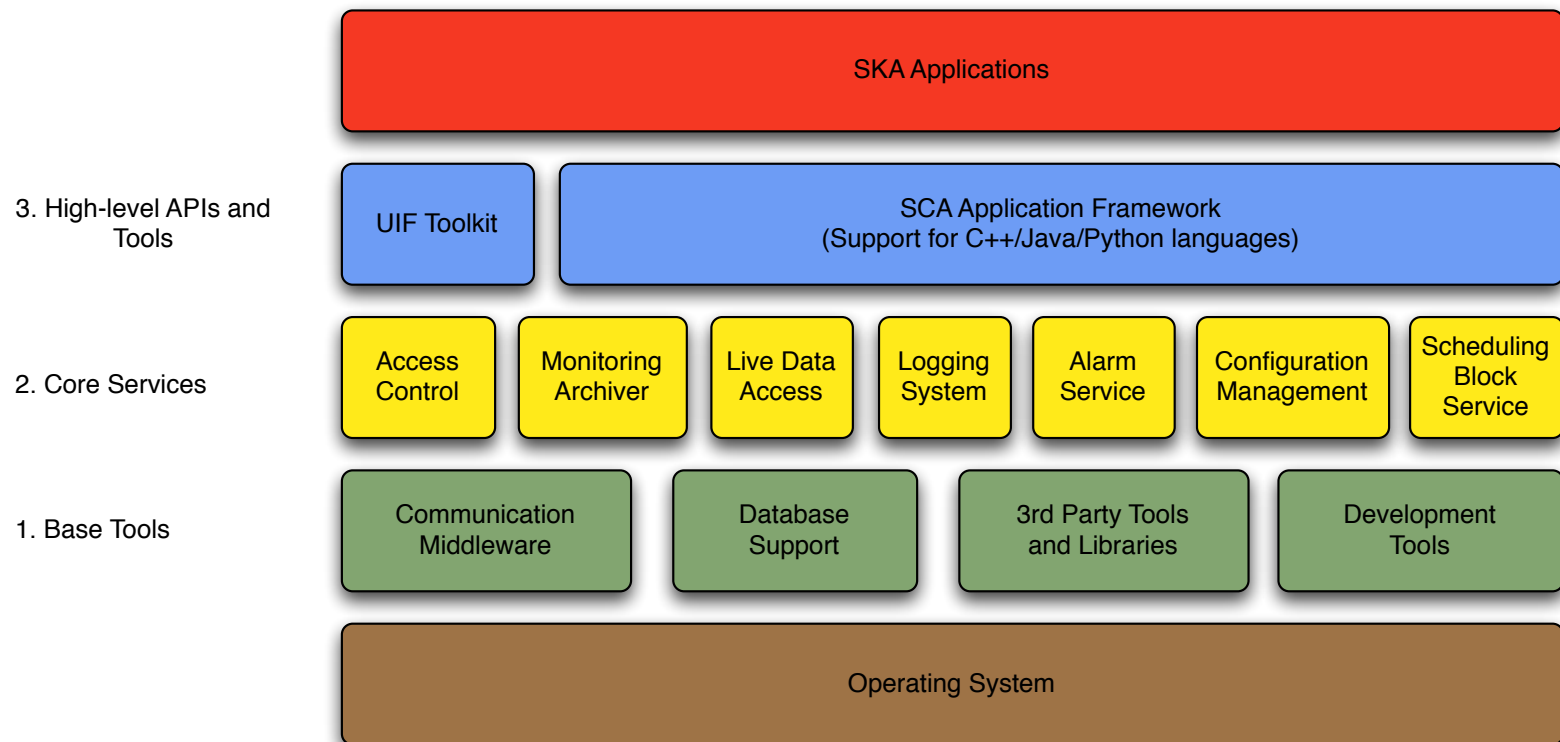 SKA Applications
3. High-level APIs and
Tools
UIF Toolkit
SCA Application Framework
(Support for C++/Java/Python languages)
2. Core Services
Access
Control
Monitoring
Archiver
Live Data
Access
Logging
System
Alarm
Service
Configuration
Management
Scheduling
Block
Service
1. Base Tools
Communication
Middleware
Database
Support
3rd Party Tools
and Libraries
Development
Tools
Operating System